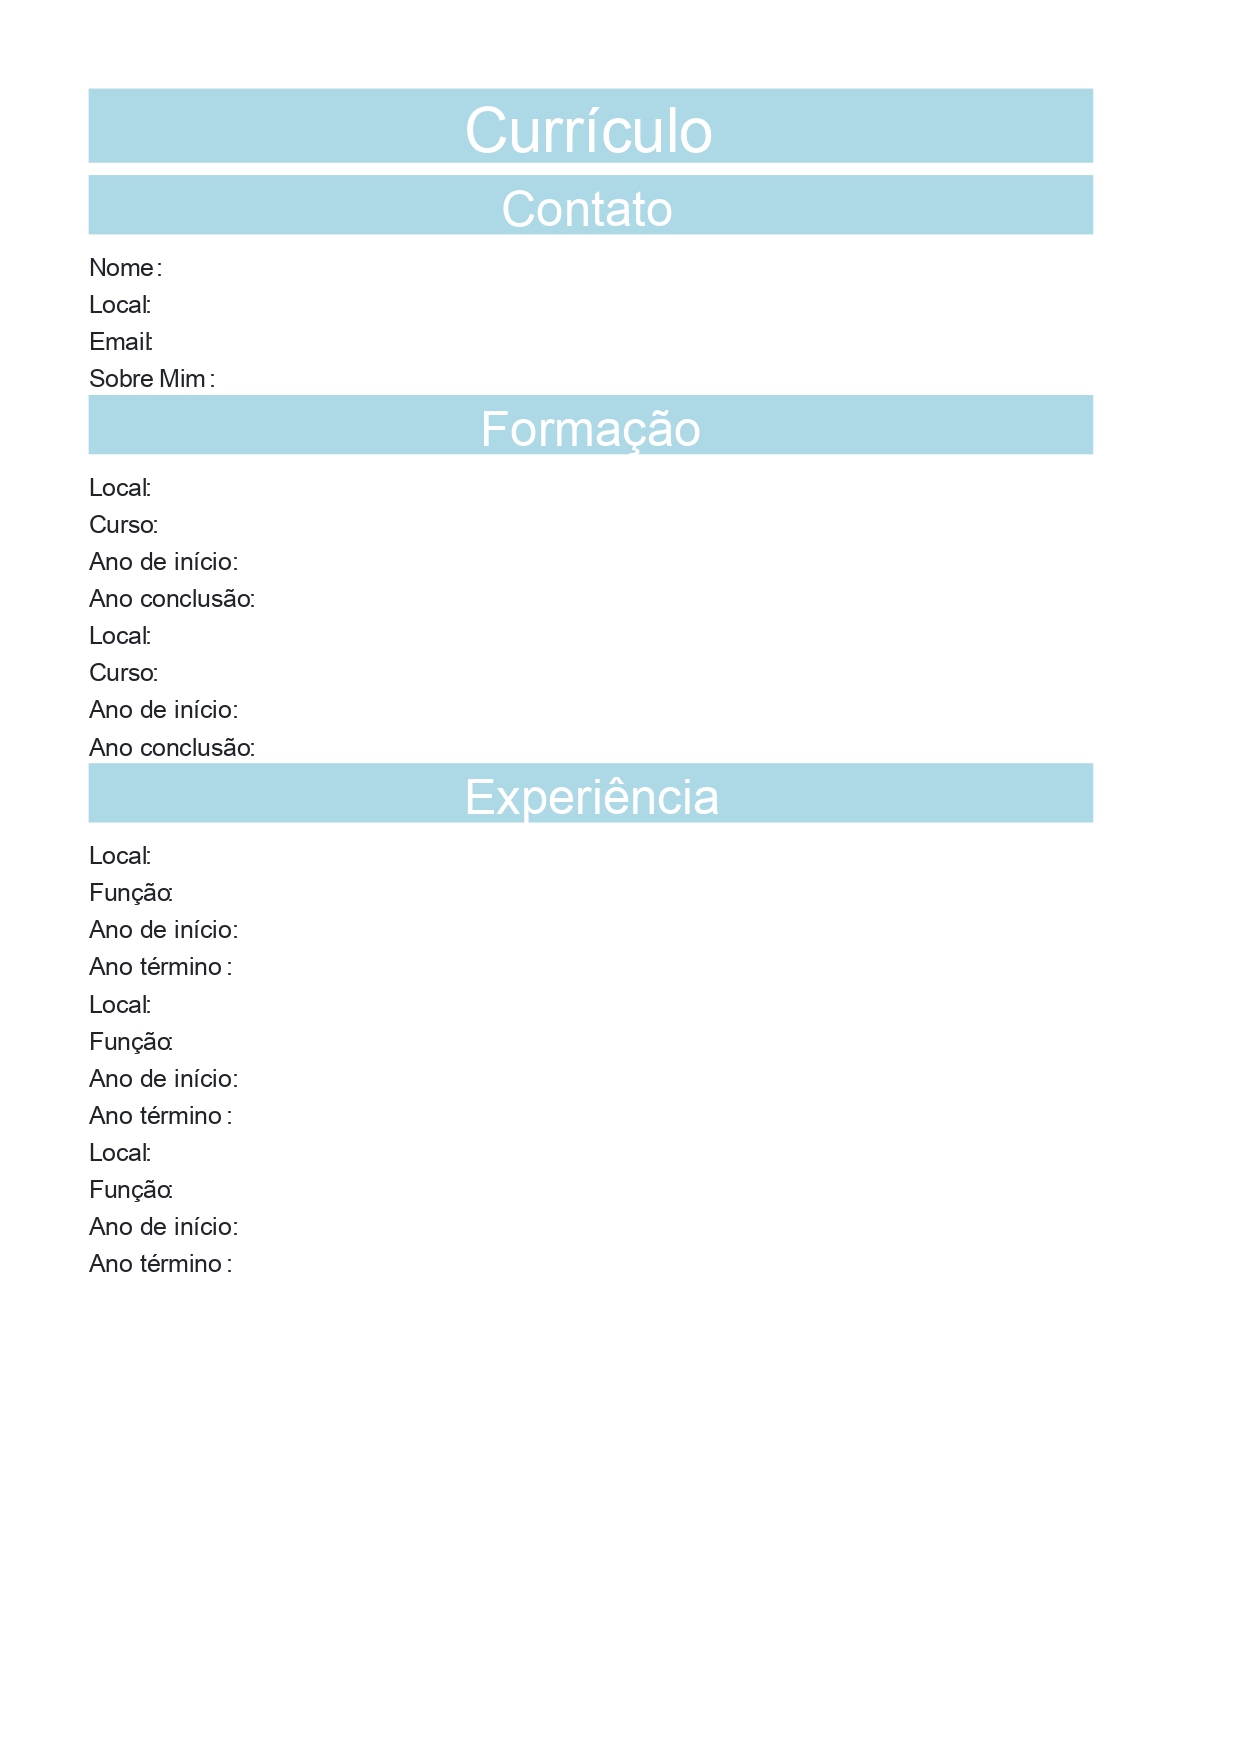 Currículo
Contato
Nome:
Local:
Email:
Sobre Mim:
Formação
Local:
Curso:
Ano de início:
Ano conclusão:
Local:
Curso:
Ano de início:
Ano conclusão:
Experiência
Local:
Função:
Ano de início:
Ano término:
Local:
Função:
Ano de início:
Ano término:
Local:
Função:
Ano de início:
Ano término: